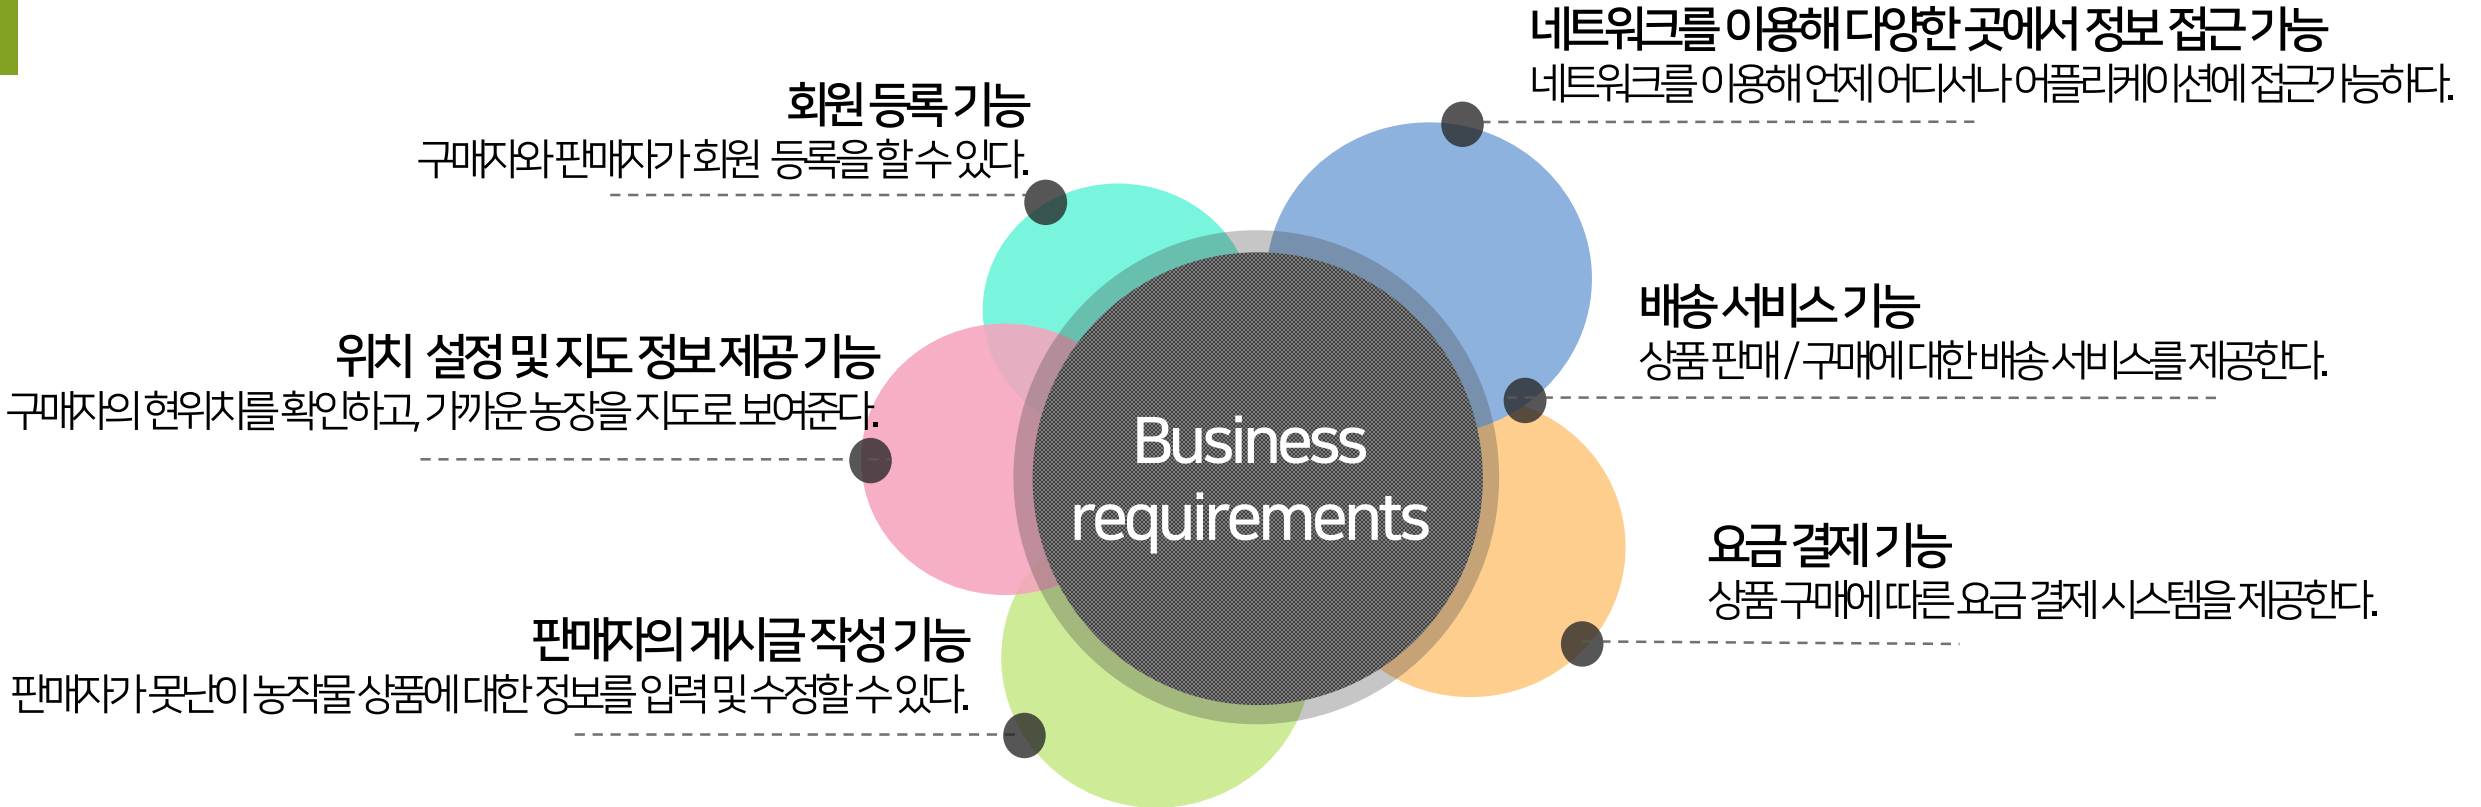 네트워크를 이용해 다양한 곳에서 정보 접근 가능
네트워크를 이용해 언제 어디서나 어플리케이션에 접근가능하다.
회원 등록 기능
구매자와 판매자가 회원 등록을 할 수 있다.
배송 서비스 기능
상품 판매 / 구매에 대한 배송 서비스를 제공한다.
위치 설정 및 지도 정보 제공 기능
구매자의 현위치를 확인하고, 가까운 농장을 지도로 보여준다.
Business
requirements
요금 결제 기능
상품 구매에 따른 요금 결제 시스템을 제공한다.
판매자의 게시글 작성 기능
판매자가 못난이 농작물 상품에 대한 정보를 입력 및 수정할 수 있다.